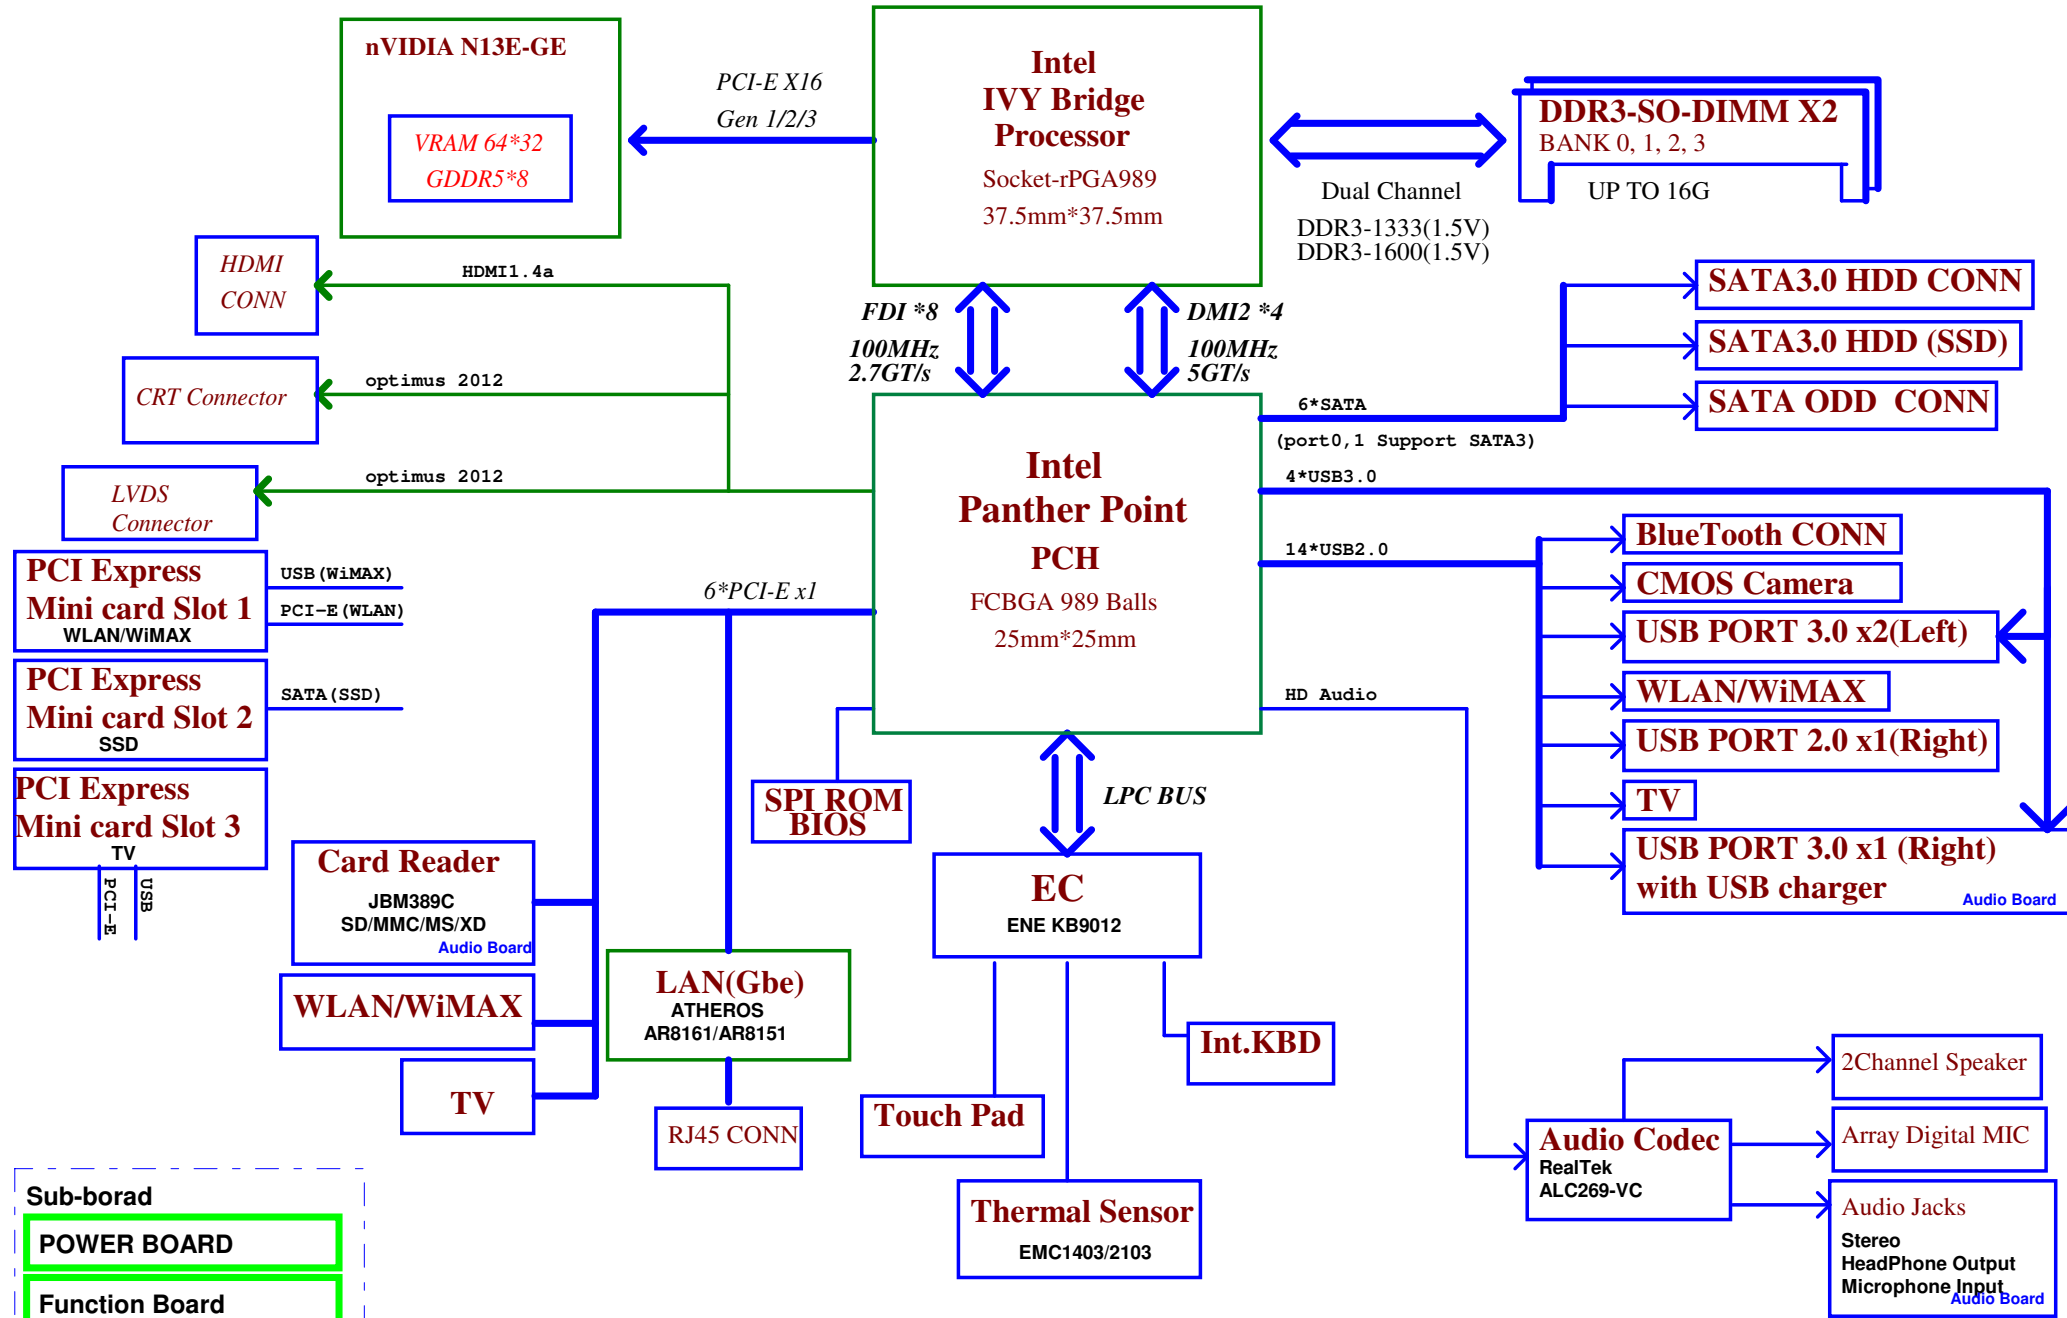 nVIDIA N13E-GE
VRAM 64*32
GDDR5*8
PCI-E X16
Gen 1/2/3
Intel
IVY Bridge
Processor
Socket-rPGA989
37.5mm*37.5mm
DDR3-SO-DIMM X2
BANK 0, 1, 2, 3
UP TO 16G
Dual Channel
DDR3-1333(1.5V)
DDR3-1600(1.5V)
HDMI
CONN
HDMI1.4a
CRT Connector
optimus 2012
LVDS
Connector
optimus 2012
FDI *8
100MHz
2.7GT/s
DMI2 *4
100MHz
5GT/s
Intel
Panther Point
PCH
FCBGA 989 Balls
25mm*25mm
6*SATA
(port0,1 Support SATA3)
4*USB3.0
14*USB2.0
HD Audio
SATA3.0 HDD CONN
SATA3.0 HDD (SSD)
SATA ODD CONN
BlueTooth CONN
CMOS Camera
USB PORT 3.0 x2(Left)
WLAN/WiMAX
USB PORT 2.0 x1(Right)
TV
USB PORT 3.0 x1 (Right)
with USB charger
Audio Board
PCI Express
Mini card Slot 1
WLAN/WiMAX
USB(WiMAX)
PCI-E(WLAN)
PCI Express
Mini card Slot 2
SSD
SATA(SSD)
PCI Express
Mini card Slot 3
TV
PCI-E
USB
6*PCI-E x1
Card Reader
JBM389C
SD/MMC/MS/XD
Audio Board
WLAN/WiMAX
TV
LAN(Gbe)
ATHEROS
AR8161/AR8151
RJ45 CONN
SPI ROM
BIOS
LPC BUS
EC
ENE KB9012
Int.KBD
Touch Pad
Thermal Sensor
EMC1403/2103
Audio Codec
RealTek
ALC269-VC
2Channel Speaker
Array Digital MIC
Audio Jacks
Stereo
HeadPhone Output
Microphone Input
Audio Board
Sub-borad
POWER BOARD
Function Board